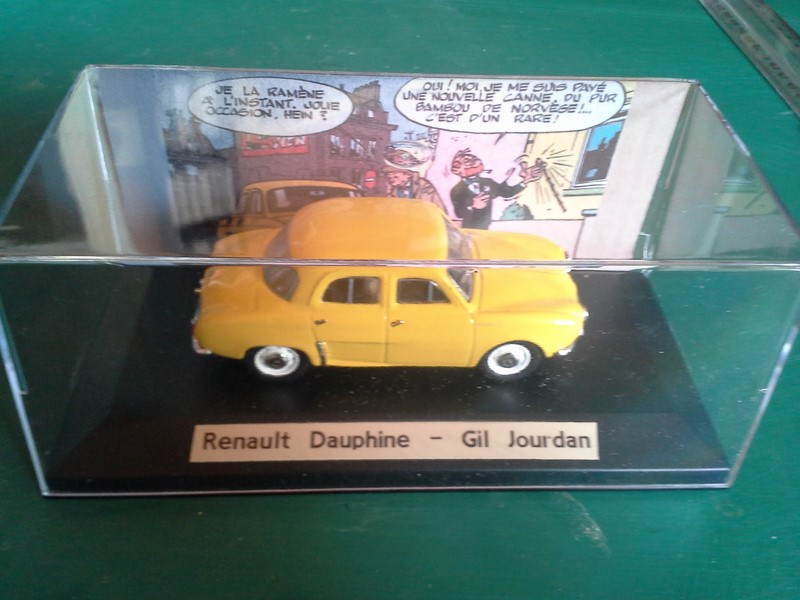 JE LA RAMÈNE
À L'INSTANT. JOLIE
OCCASION, HEIN ?
OUI ! MOI, JE ME SUIS PAYÉ
UNE NOUVELLE CANNE, DU PUR
BAMBOU DE NORVÈGE !...
C'EST D'UN RARE !
Renault Dauphine - Gil Jourdan